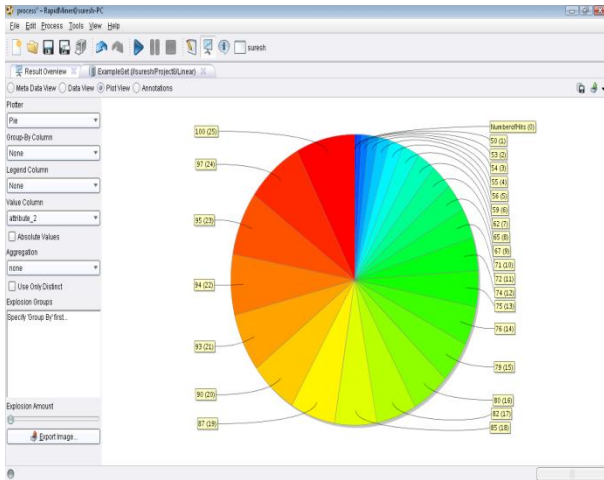 process* – RapidMiner@suresh-PC
File Edit Process Tools View Help
suresh
Result Overview
ExampleSet (//suresh/Project6/Linear)
Meta Data View Data View Plot View Annotations
Plotter
Pie
Group-By Column
None
Legend Column
None
Value Column
attribute_2
Absolute Values
Aggregation
none
Use Only Distinct
Explosion Groups
Specify 'Group By' first...
Explosion Amount
Export Image...
100 (25)
97 (24)
95 (23)
94 (22)
93 (21)
90 (20)
87 (19)
NumberofHits (0)
50 (1)
53 (2)
54 (3)
55 (4)
56 (5)
59 (6)
62 (7)
65 (8)
67 (9)
71 (10)
72 (11)
74 (12)
75 (13)
76 (14)
79 (15)
80 (16)
82 (17)
85 (18)